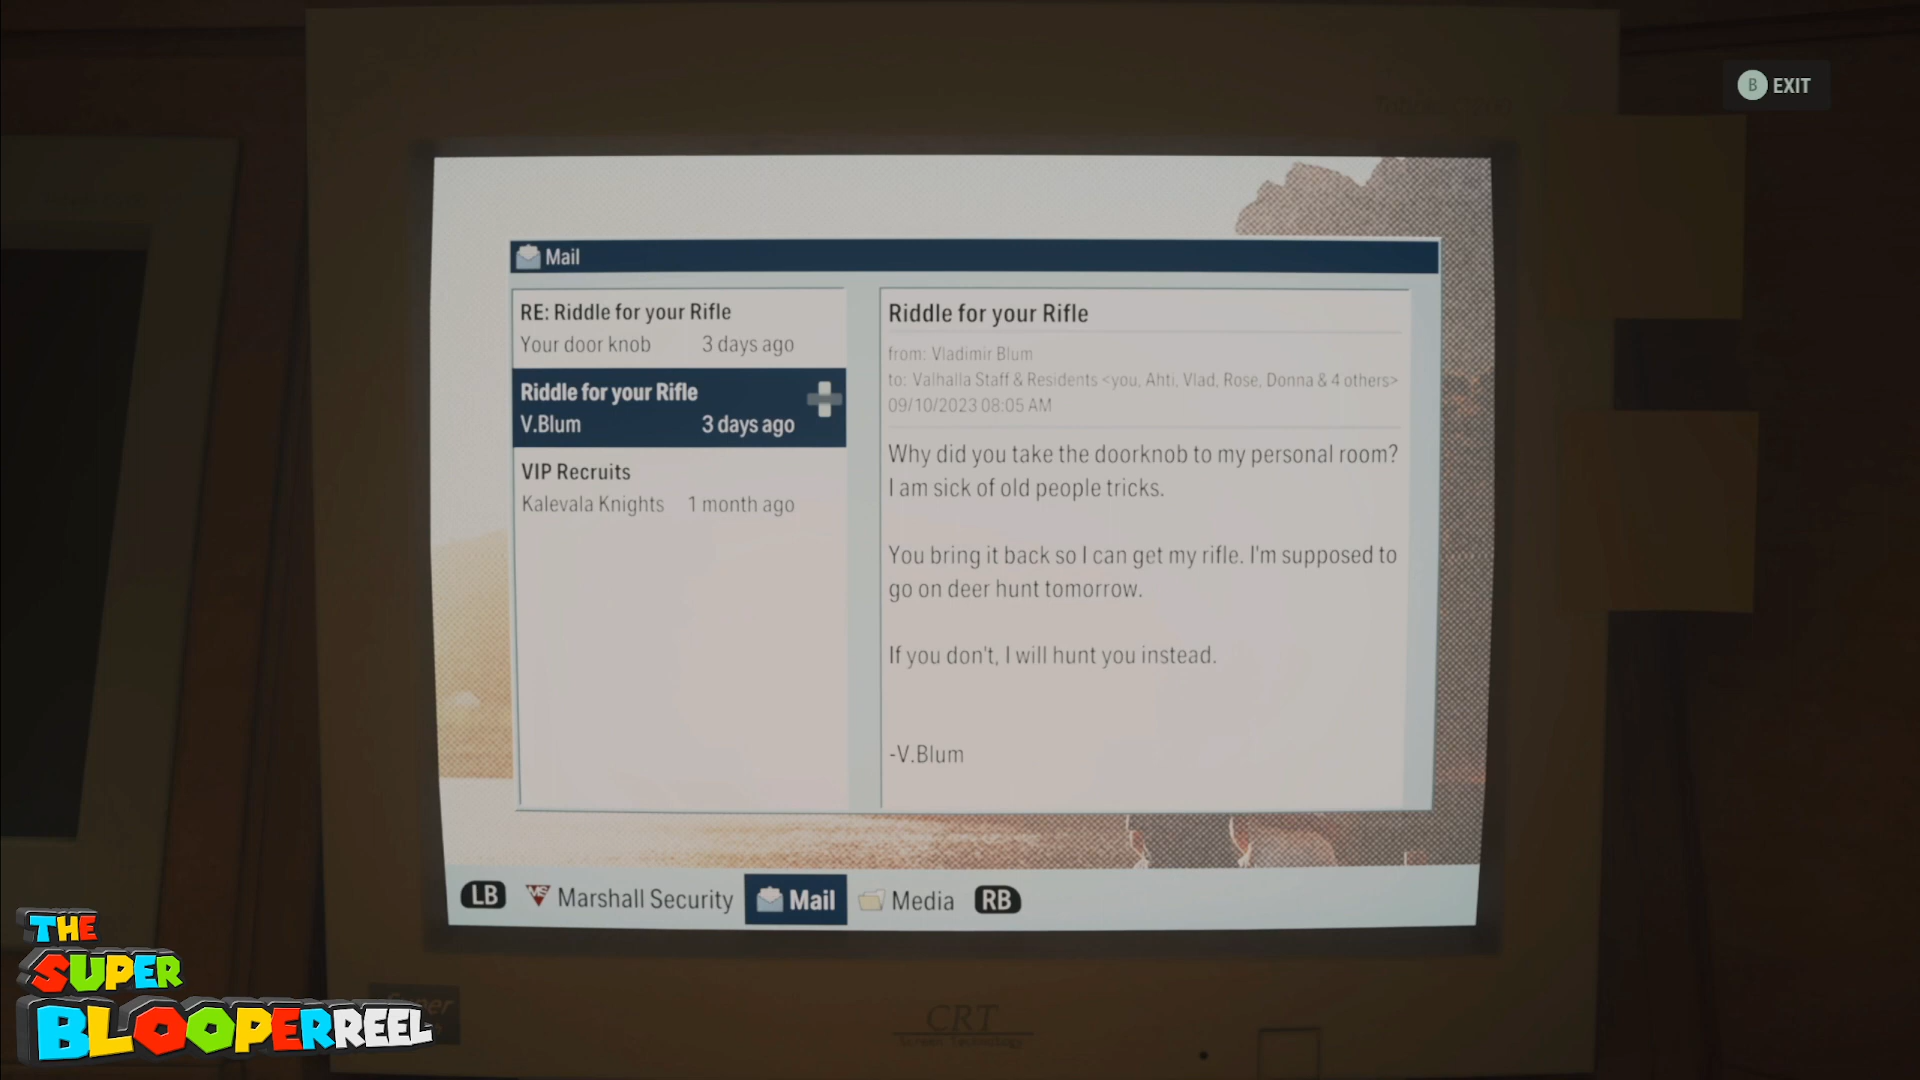 B EXIT
Mail
RE: Riddle for your Rifle
Your door knob 3 days ago
Riddle for your Rifle
V.Blum 3 days ago
VIP Recruits
Kalevala Knights 1 month ago
Riddle for your Rifle
from: Vladimir Blum
to: Valhalla Staff & Residents <you, Ahti, Vlad, Rose, Donna & 4 others>
09/10/2023 08:05 AM
Why did you take the doorknob to my personal room?
I am sick of old people tricks.
You bring it back so I can get my rifle. I'm supposed to
go on deer hunt tomorrow.
If you don't, I will hunt you instead.
-V.Blum
LB MS Marshall Security Mail Media RB
CRT
Screen Technology
THE
SUPER
BLOOPERREEL